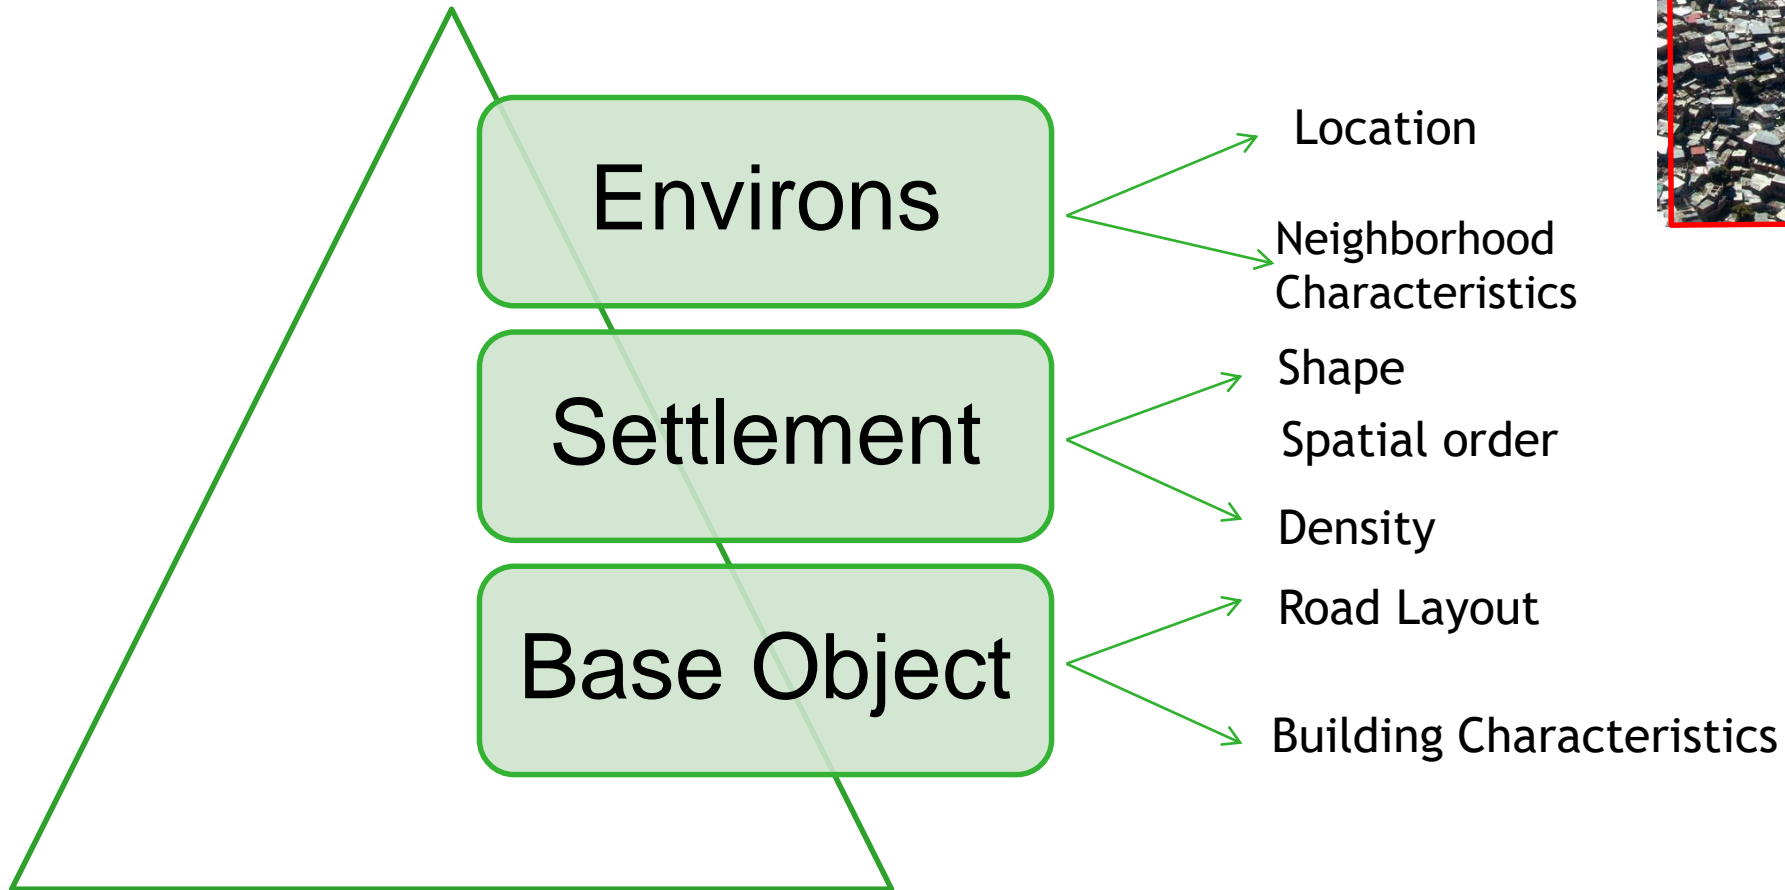 Environs
Location
Neighborhood
Characteristics
Settlement
Shape
Spatial order
Density
Base Object
Road Layout
Building Characteristics